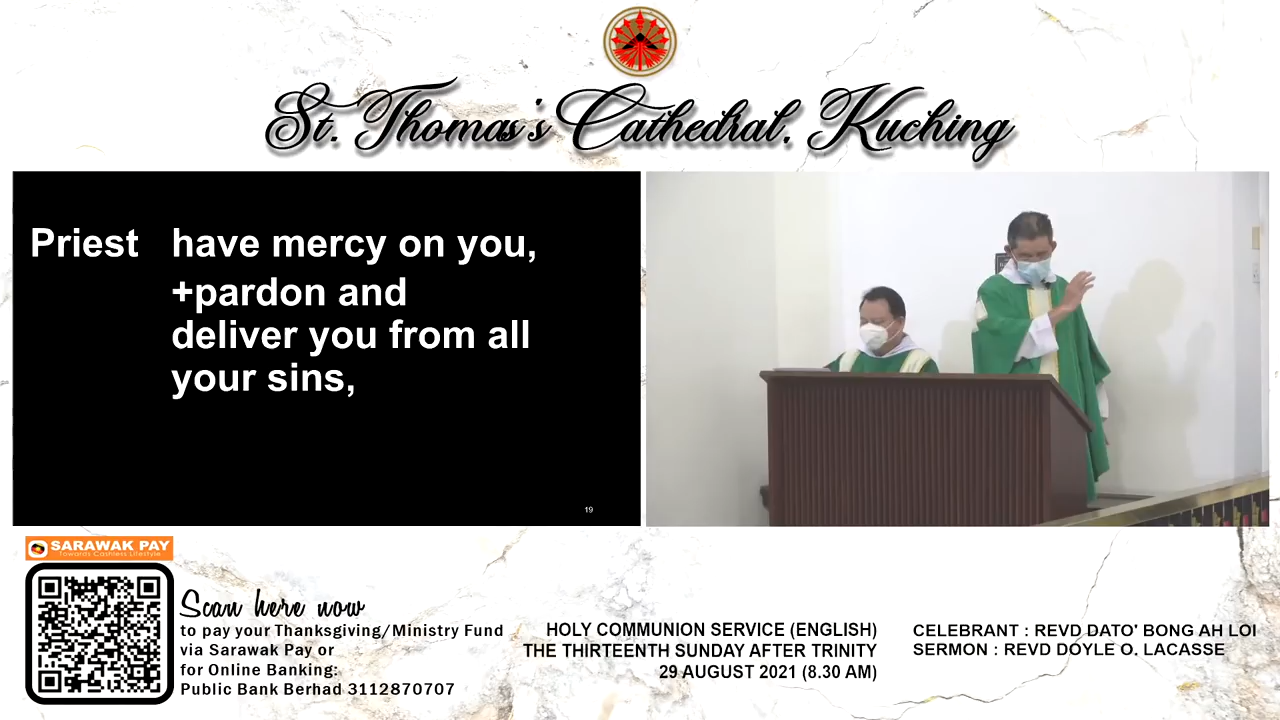 St. Thomas's Cathedral, Kuching
Priest have mercy on you,
+pardon and
deliver you from all
your sins,
19
SARAWAK PAY
Towards Cashless Lifestyle
Scan here now
to pay your Thanksgiving/Ministry Fund
via Sarawak Pay or
for Online Banking:
Public Bank Berhad 3112870707
HOLY COMMUNION SERVICE (ENGLISH)
THE THIRTEENTH SUNDAY AFTER TRINITY
29 AUGUST 2021 (8.30 AM)
CELEBRANT : REVD DATO' BONG AH LOI
SERMON : REVD DOYLE O. LACASSE